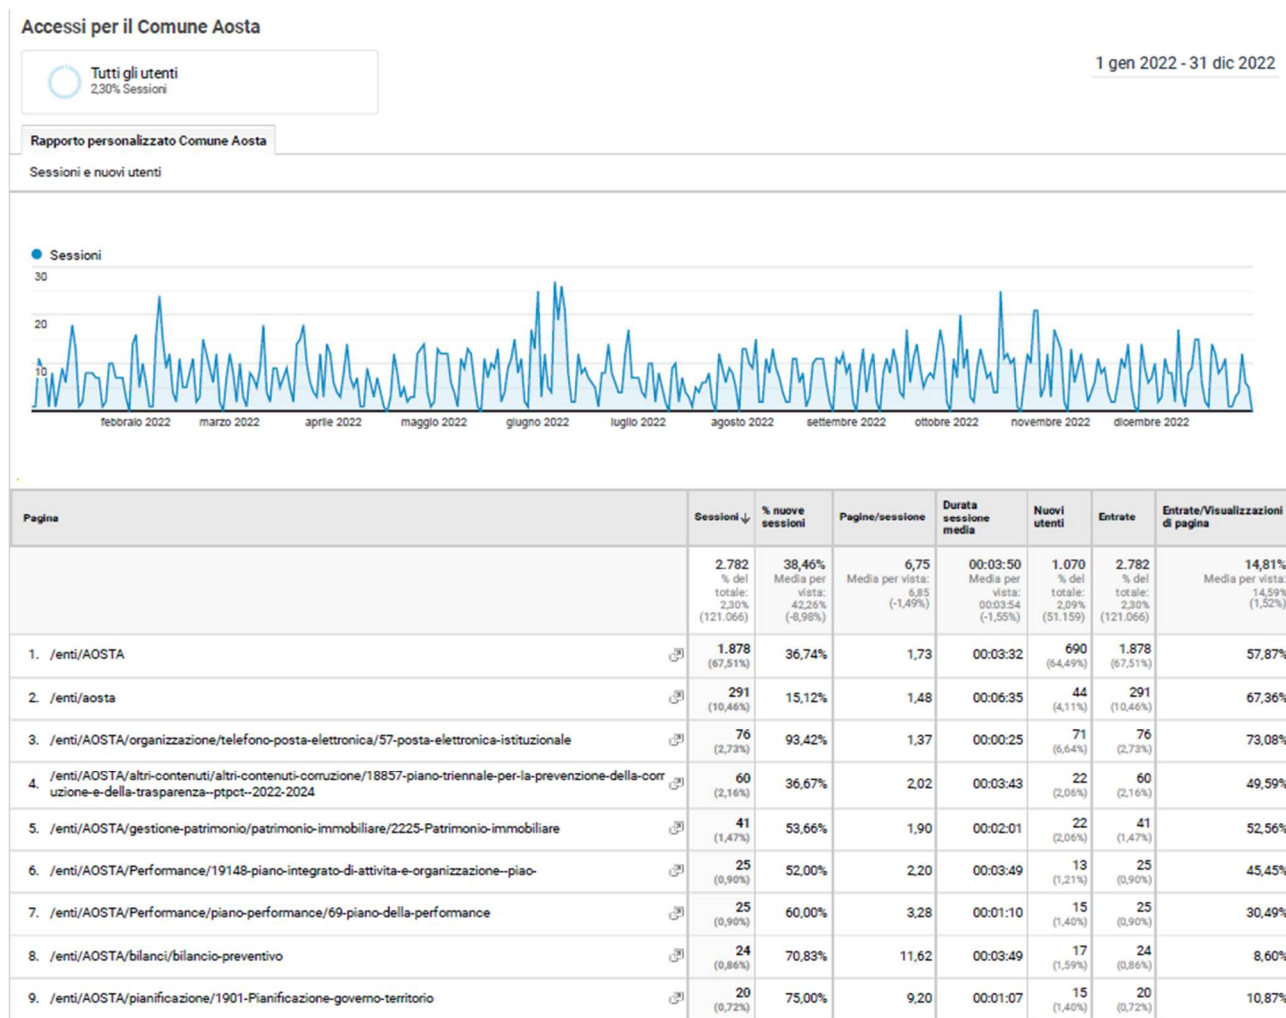 Accessi per il Comune Aosta
Tutti gli utenti
2,30% Sessioni
1 gen 2022 - 31 dic 2022
Rapporto personalizzato Comune Aosta
Sessioni e nuovi utenti
Sessioni
30
20
10
febbraio 2022 marzo 2022 aprile 2022 maggio 2022 giugno 2022 luglio 2022 agosto 2022 settembre 2022 ottobre 2022 novembre 2022 dicembre 2022
Pagina Sessioni % nuove sessioni Pagine/sessione Durata sessione media Nuovi utenti Entrate Entrate/Visualizzazioni di pagina
2.782 38,46% 6,75 00:03:50 1.070 2.782 14,81%
% del totale: 2,30% (121.066) Media per vista: 42,26% (-8,98%) Media per vista: 6,85 (-1,49%) Media per vista: 00:03:54 (-1,55%) % del totale: 2,09% (51.159) % del totale: 2,30% (121.066) Media per vista: 14,59% (1,52%)
1. /enti/AOSTA 1.878 (67,51%) 36,74% 1,73 00:03:32 690 (64,49%) 1.878 (67,51%) 57,87%
2. /enti/aosta 291 (10,46%) 15,12% 1,48 00:06:35 44 (4,11%) 291 (10,46%) 67,36%
3. /enti/AOSTA/organizzazione/telefono-posta-elettronica/57-posta-elettronica-istituzionale 76 (2,73%) 93,42% 1,37 00:00:25 71 (6,64%) 76 (2,73%) 73,08%
4. /enti/AOSTA/altri-contenuti/altri-contenuti-corruzione/18857-piano-triennale-per-la-prevenzione-della-corr
uzione-e-della-trasparenza--ptpct--2022-2024 60 (2,16%) 36,67% 2,02 00:03:43 22 (2,06%) 60 (2,16%) 49,59%
5. /enti/AOSTA/gestione-patrimonio/patrimonio-immobiliare/2225-Patrimonio-immobiliare 41 (1,47%) 53,66% 1,90 00:02:01 22 (2,06%) 41 (1,47%) 52,56%
6. /enti/AOSTA/Performance/19148-piano-integrato-di-attivita-e-organizzazione--piao- 25 (0,90%) 52,00% 2,20 00:03:49 13 (1,21%) 25 (0,90%) 45,45%
7. /enti/AOSTA/Performance/piano-performance/69-piano-della-performance 25 (0,90%) 60,00% 3,28 00:01:10 15 (1,40%) 25 (0,90%) 30,49%
8. /enti/AOSTA/bilanci/bilancio-preventivo 24 (0,86%) 70,83% 11,62 00:03:49 17 (1,59%) 24 (0,86%) 8,60%
9. /enti/AOSTA/pianificazione/1901-Pianificazione-governo-territorio 20 (0,72%) 75,00% 9,20 00:01:07 15 (1,40%) 20 (0,72%) 10,87%